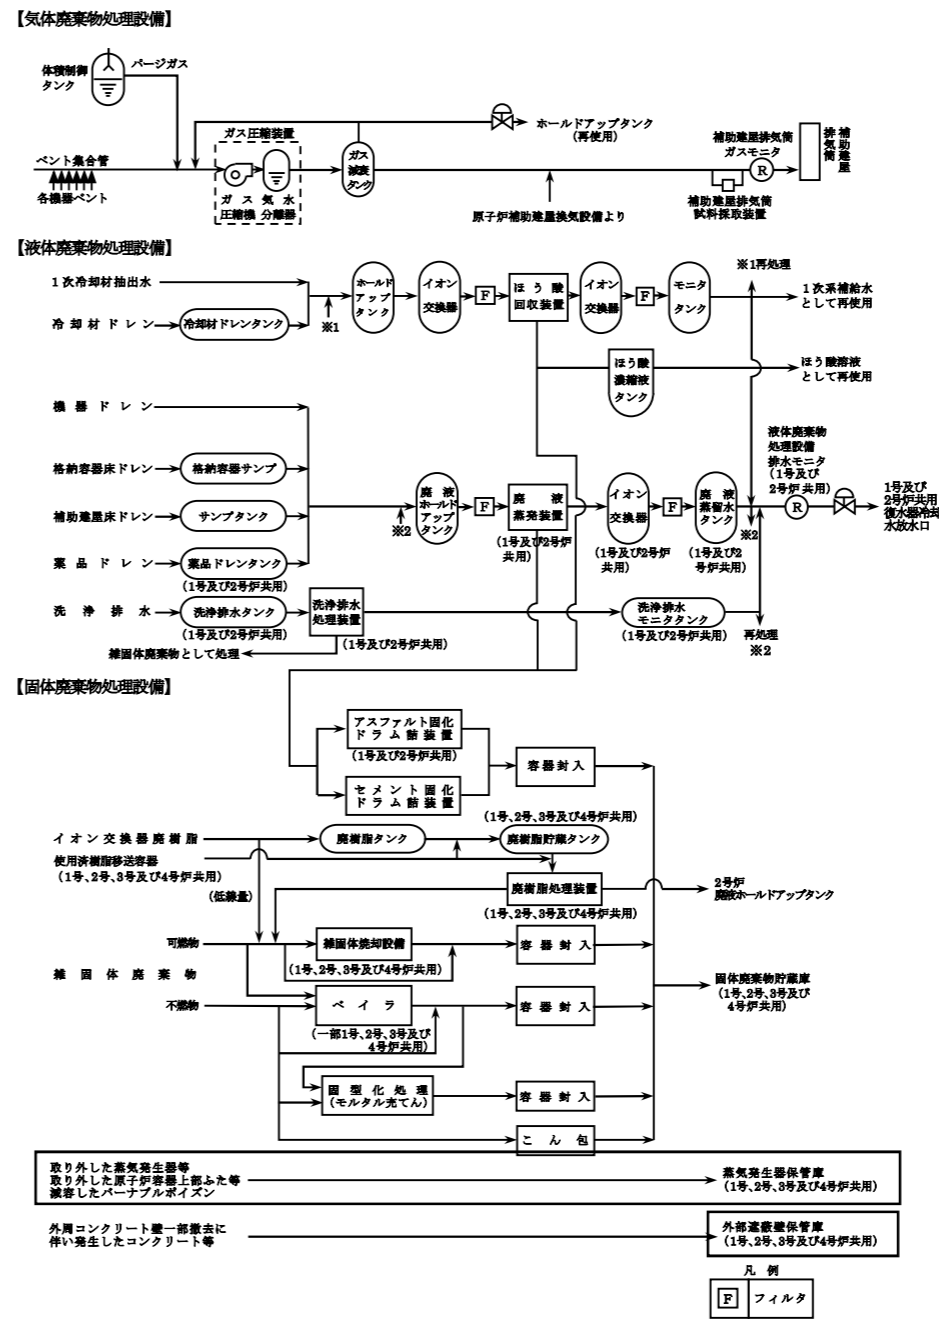 【気体廃棄物処理設備】
体積制御
タンク
パージガス
ホールドアップタンク
(再使用)
ガス圧縮装置
ガス
減衰
タンク
補助建屋排気筒
ガスモニタ
R
排気筒
補助建屋
ベント集合管
各機器ベント
ガス
圧縮機
気水
分離器
原子炉補助建屋換気設備より
補助建屋排気筒
試料採取装置
【液体廃棄物処理設備】
1次冷却材抽出水
冷却材ドレン
冷却材ドレンタンク
※1
ホールド
アップ
タンク
イオン
交換器
F
ほう酸
回収装置
イオン
交換器
F
モニタ
タンク
※1再処理
1次系補給水
として再使用
ほう酸
濃縮液
タンク
ほう酸溶液
として再使用
機器ドレン
格納容器床ドレン
格納容器サンプ
補助建屋床ドレン
サンプタンク
薬品ドレン
薬品ドレンタンク
(1号及び2号炉共用)
※2
廃液
ホールド
アップ
タンク
F
廃液
蒸発装置
(1号及び2号炉
共用)
イオン
交換器
(1号及び2号炉
共用)
F
廃液
蒸留水
タンク
(1号及び2
号炉共用)
※2
液体廃棄物
処理設備
排水モニタ
(1号及び
2号炉共用)
R
1号及び
2号炉共用
復水器冷却
水放水口
洗浄排水
洗浄排水タンク
(1号及び2号炉共用)
洗浄排水
処理装置
(1号及び2号炉共用)
雑固体廃棄物として処理
洗浄排水
モニタタンク
(1号及び2号炉共用)
再処理
※2
【固体廃棄物処理設備】
アスファルト固化
ドラム詰装置
(1号及び2号炉共用)
セメント固化
ドラム詰装置
容器封入
イオン交換器廃樹脂
廃樹脂タンク
(1号、2号、3号及び4号炉共用)
廃樹脂貯蔵タンク
使用済樹脂移送容器
(1号、2号、3号及び4号炉共用)
(低線量)
廃樹脂処理装置
(1号、2号、3号及び4号炉共用)
2号炉
廃液ホールドアップタンク
可燃物
雑固体焼却設備
(1号、2号、3号及び4号炉共用)
容器封入
雑固体廃棄物
不燃物
ベイラ
(一部1号、2号、3号及び
4号炉共用)
容器封入
固体廃棄物貯蔵庫
(1号、2号、3号及び
4号炉共用)
固型化処理
(モルタル充てん)
容器封入
こん包
取り外した蒸気発生器等
取り外した原子炉容器上部ふた等
減容したバーナブルポイズン
蒸気発生器保管庫
(1号、2号、3号及び4号炉共用)
外周コンクリート壁一部撤去に
伴い発生したコンクリート等
外部遮蔽壁保管庫
(1号、2号、3号及び4号炉共用)
凡例
F
フィルタ